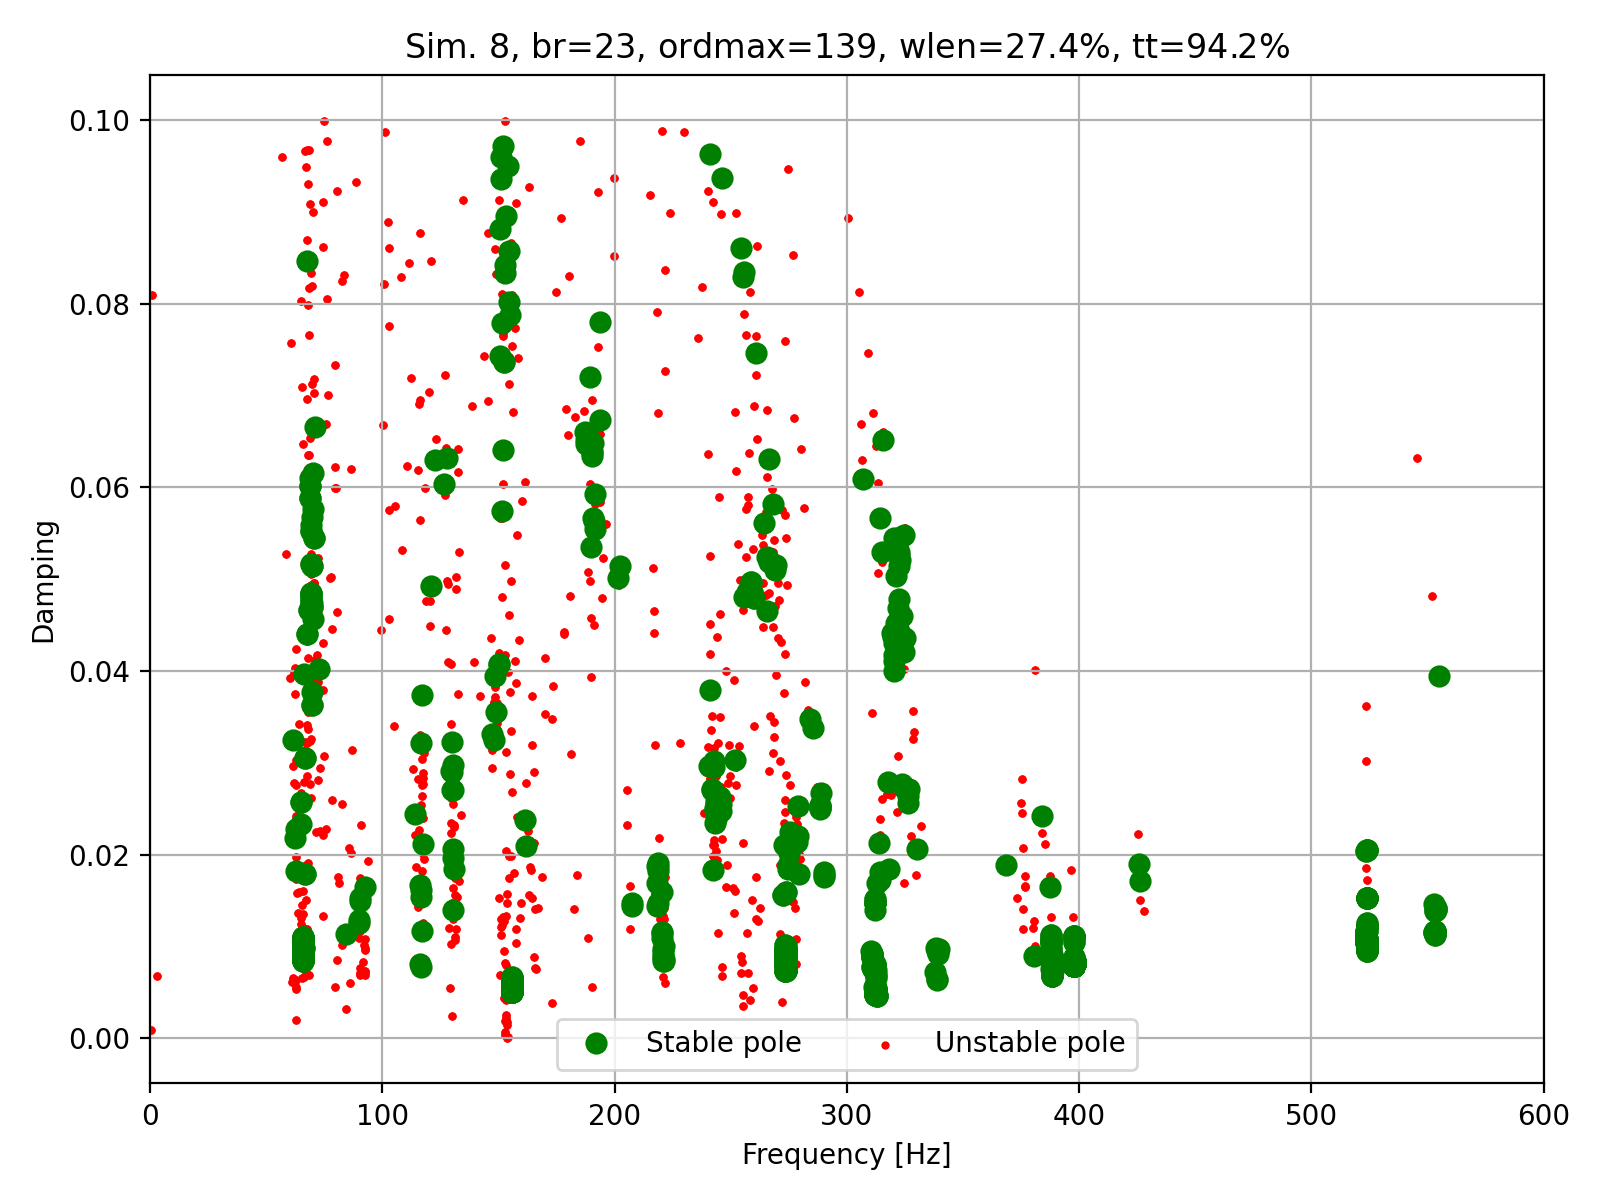 Sim. 8, br=23, ordmax=139, wlen=27.4%, tt=94.2%
0.10
0.08
0.06
0.04
0.02
0.00
Damping
Stable pole
Unstable pole
0
100
200
300
400
500
600
Frequency [Hz]